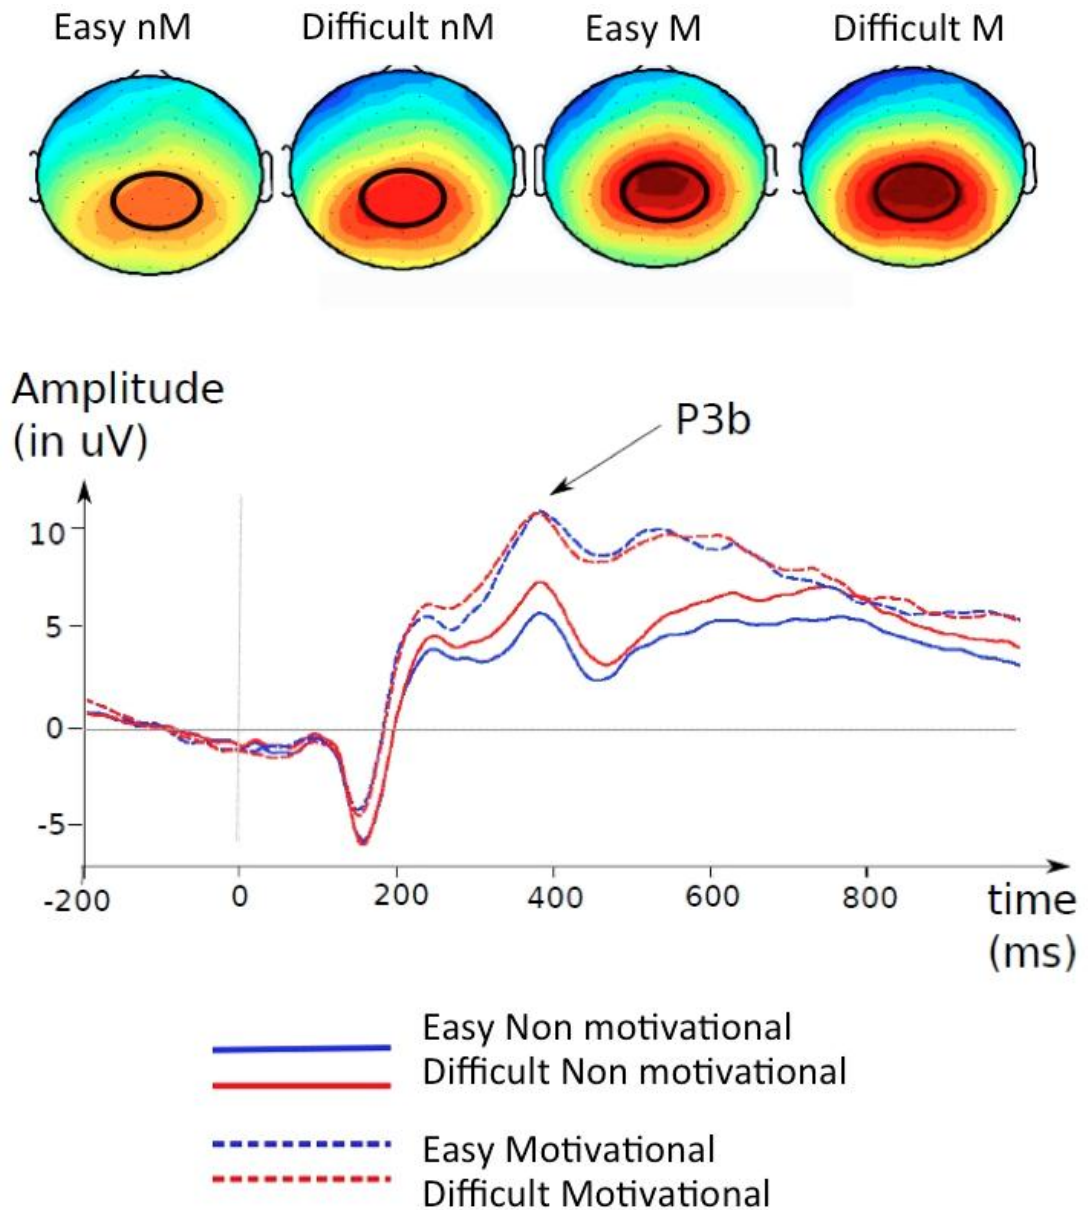 Easy nM
Difficult nM
Easy M
Difficult M
Amplitude
(in uV)
P3b
10
5
0
-5
-200
0
200
400
600
800
time
(ms)
Easy Non motivational
Difficult Non motivational
Easy Motivational
Difficult Motivational